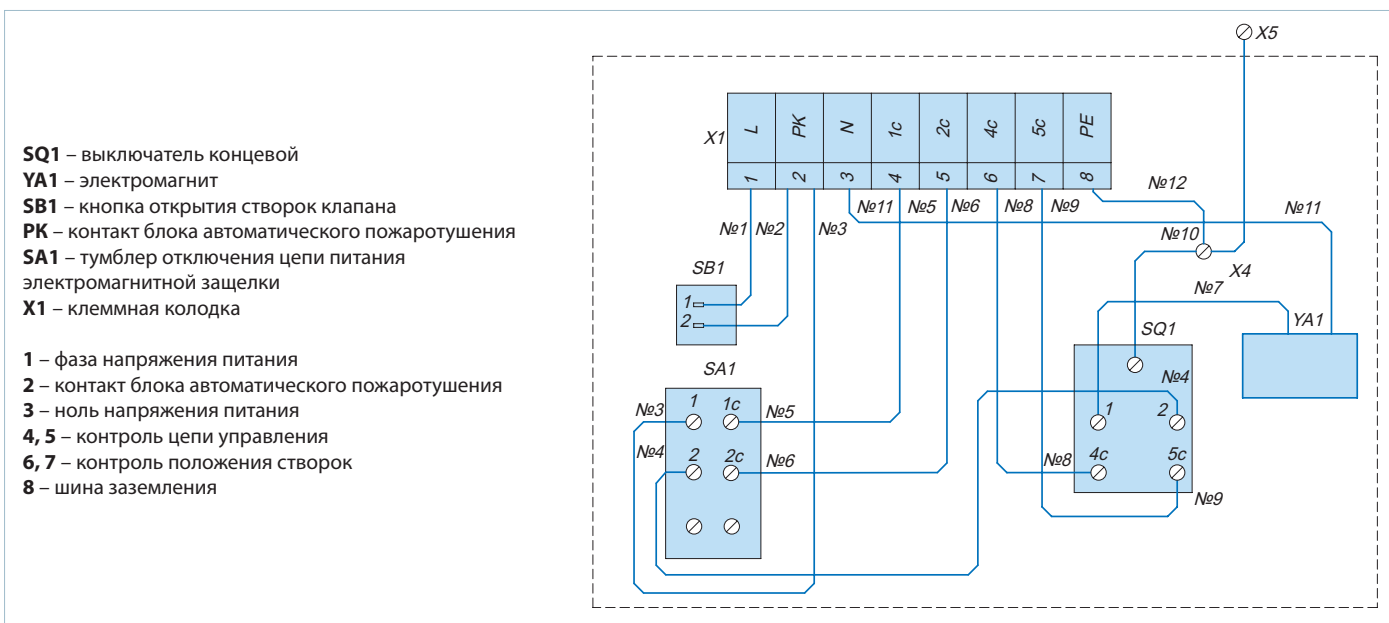 SQ1 – выключатель концевой
YA1 – электромагнит
SB1 – кнопка открытия створок клапана
РК – контакт блока автоматического пожаротушения
SA1 – тумблер отключения цепи питания
электромагнитной защелки
X1 – клеммная колодка
1 – фаза напряжения питания
2 – контакт блока автоматического пожаротушения
3 – ноль напряжения питания
4, 5 – контроль цепи управления
6, 7 – контроль положения створок
8 – шина заземления
X5
X1
L PK N 1c 2c 4c 5c PE
1 2 3 4 5 6 7 8
№12
№11 №5 №6 №8 №9 №11
№1 №2 №3 №10
SB1
1
2
X4
№7
SQ1
YA1
SA1
№4
№3 1 1c №5
1 2
№4 2 2c №6
№8 4c 5c
№9